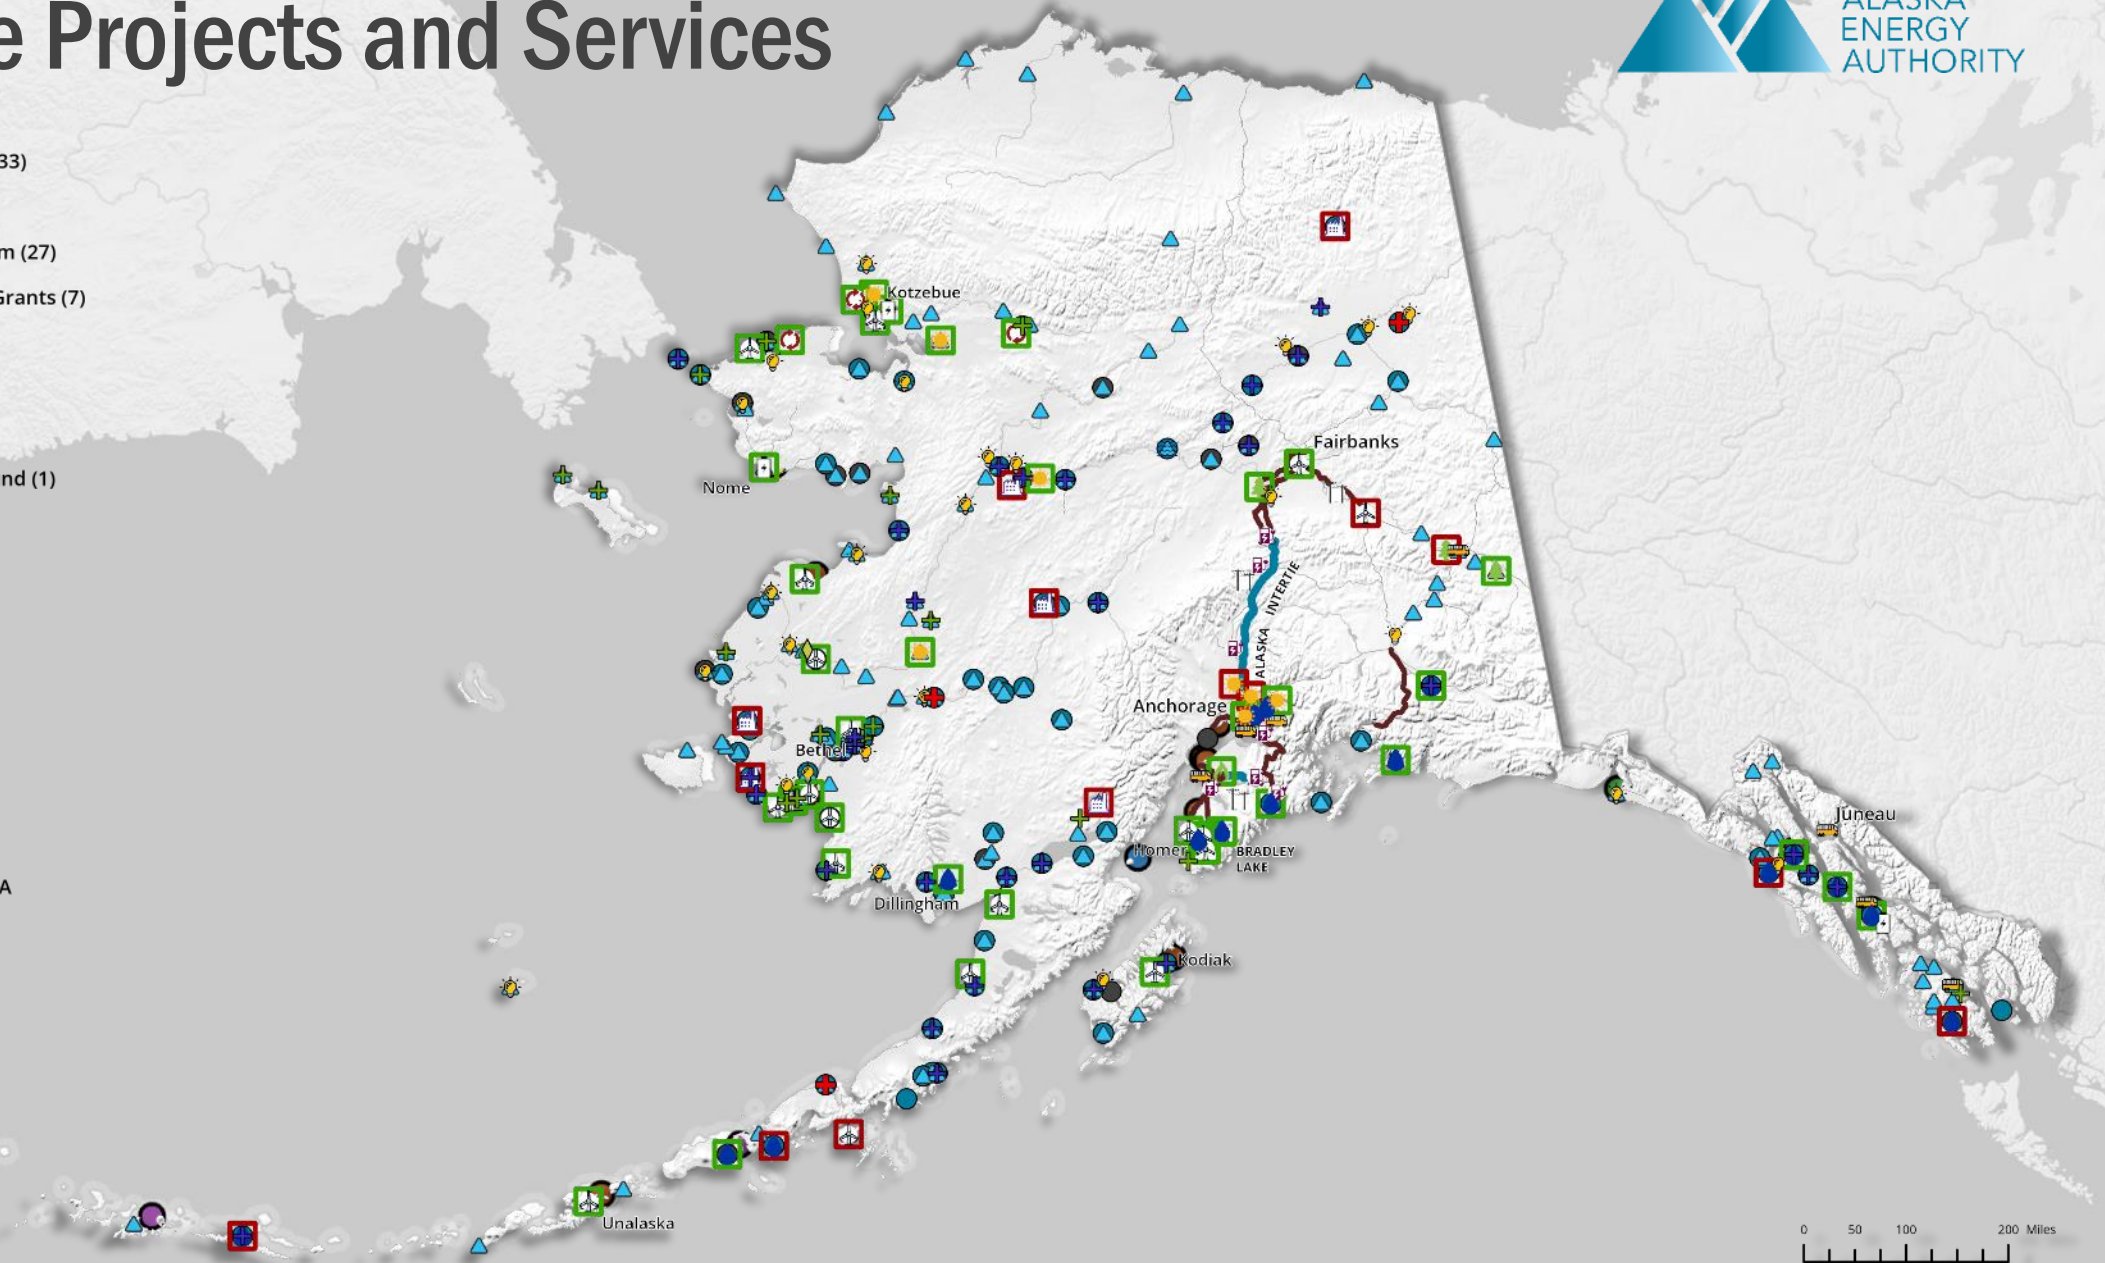 e Projects and Services
ALASKA
ENERGY
AUTHORITY
33)
m (27)
Grants (7)
nd (1)
A
Kotzebue
Fairbanks
Nome
ALASKA INTERTIE
Anchorage
Bethel
Juneau
Homer
BRADLEY
LAKE
Dillingham
Kodiak
Unalaska
0 50 100 200 Miles